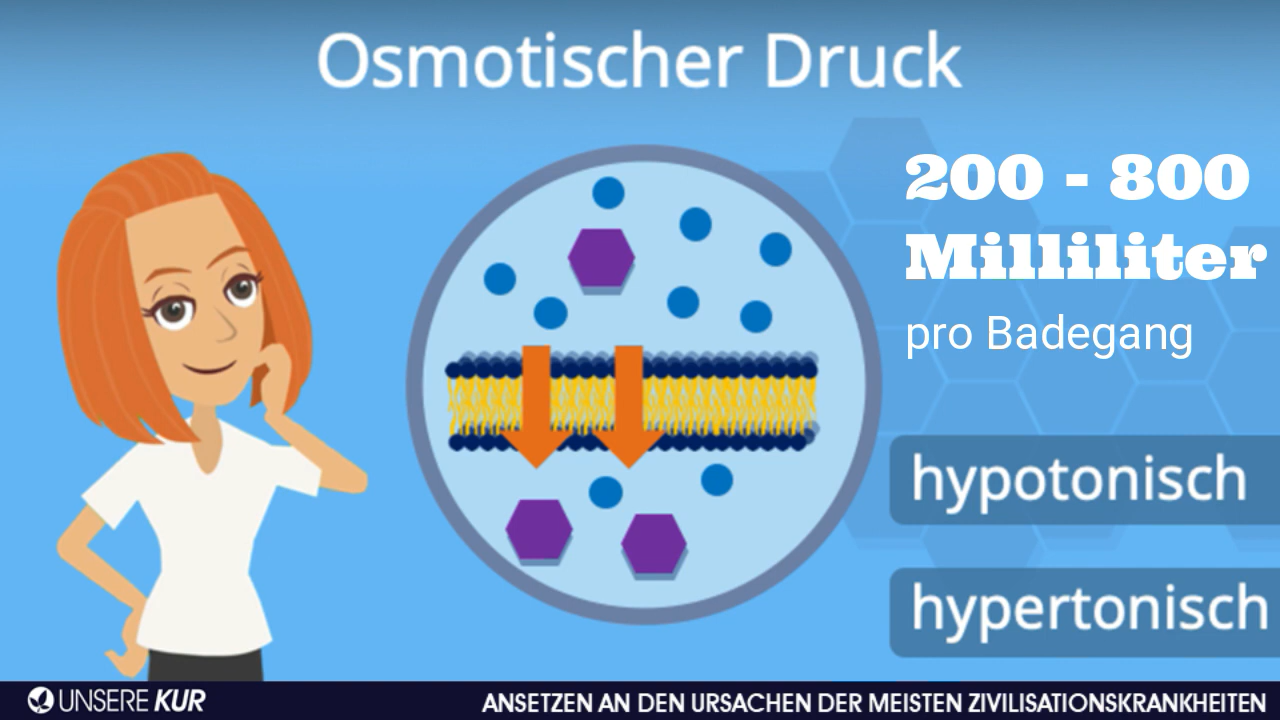 Osmotischer Druck
200 - 800
Milliliter
pro Badegang
hypotonisch
hypertonisch
UNSERE KUR
ANSETZEN AN DEN URSACHEN DER MEISTEN ZIVILISATIONSKRANKHEITEN